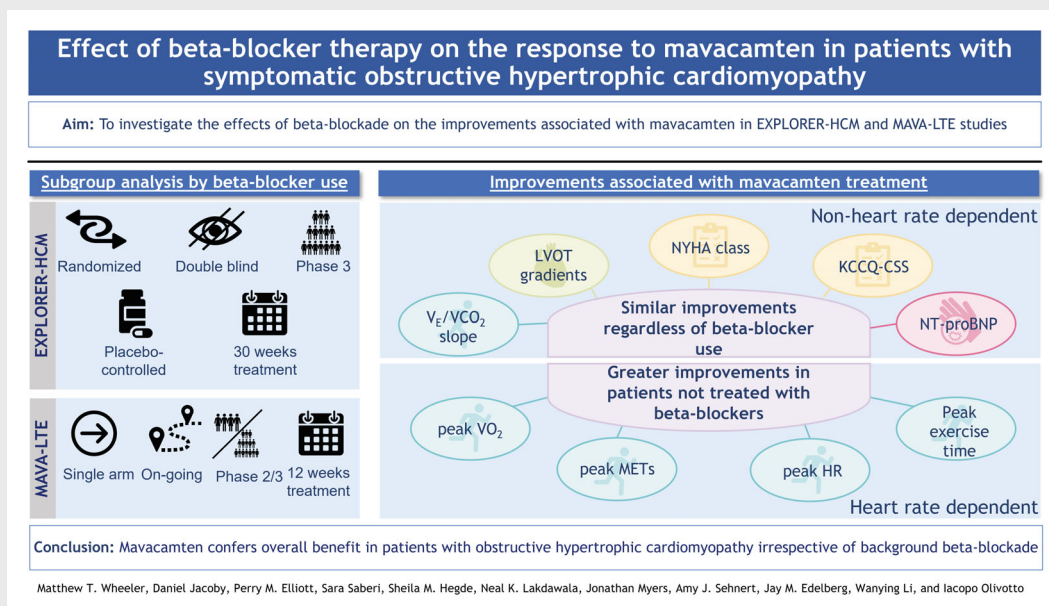 Effect of beta-blocker therapy on the response to mavacamten in patients with
symptomatic obstructive hypertrophic cardiomyopathy
Aim: To investigate the effects of beta-blockade on the improvements associated with mavacamten in EXPLORER-HCM and MAVA-LTE studies
Subgroup analysis by beta-blocker use
EXPLORER-HCM
Randomized
Double blind
Phase 3
Placebo-
controlled
30 weeks
treatment
MAVA-LTE
Single arm
On-going
Phase 2/3
12 weeks
treatment
Improvements associated with mavacamten treatment
Non-heart rate dependent
LVOT
gradients
NYHA class
KCCQ-CSS
V_E/VCO₂
slope
Similar improvements
regardless of beta-blocker
use
NT-proBNP
Greater improvements in
patients not treated with
beta-blockers
peak VO₂
peak METs
peak HR
Peak
exercise
time
Heart rate dependent
Conclusion: Mavacamten confers overall benefit in patients with obstructive hypertrophic cardiomyopathy irrespective of background beta-blockade
Matthew T. Wheeler, Daniel Jacoby, Perry M. Elliott, Sara Saberi, Sheila M. Hegde, Neal K. Lakdawala, Jonathan Myers, Amy J. Sehnert, Jay M. Edelberg, Wanying Li, and Iacopo Olivotto